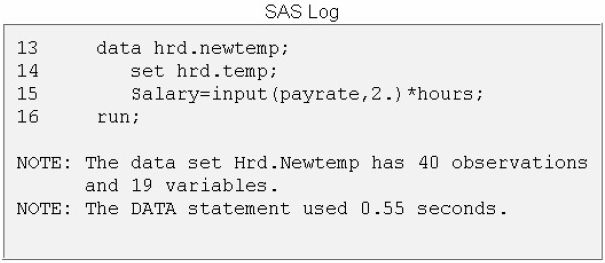 SAS Log
13 data hrd.newtemp;
14 set hrd.temp;
15 Salary=input(payrate,2.)*hours;
16 run;
NOTE: The data set Hrd.Newtemp has 40 observations
and 19 variables.
NOTE: The DATA statement used 0.55 seconds.